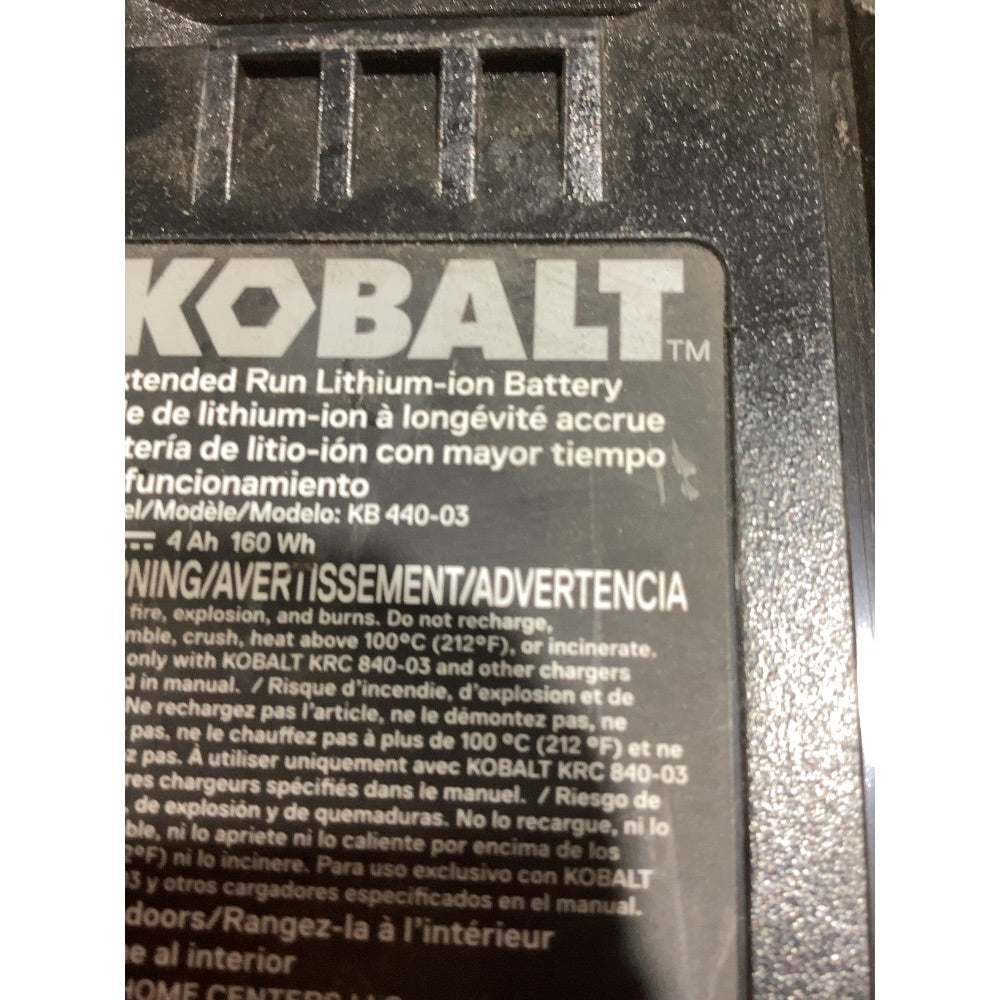 KOBALT TM
xtended Run Lithium-ion Battery
le de lithium-ion à longévité accrue
tería de litio-ión con mayor tiempo
funcionamiento
el/Modèle/Modelo: KB 440-03
4 Ah 160 Wh
RNING/AVERTISSEMENT/ADVERTENCIA
fire, explosion, and burns. Do not recharge,
mble, crush, heat above 100°C (212°F), or incinerate.
only with KOBALT KRC 840-03 and other chargers
d in manual. / Risque d'incendie, d'explosion et de
Ne rechargez pas l'article, ne le démontez pas, ne
pas. ne le chauffez pas à plus de 100 °C (212 °F) et ne
z pas. À utiliser uniquement avec KOBALT KRC 840-03
res chargeurs spécifiés dans le manuel. / Riesgo de
, de explosión y de quemaduras. No lo recargue, ni lo
ble, ni lo apriete ni lo caliente por encima de los
2°F) ni lo incinere. Para uso exclusivo con KOBALT
3 y otros cargadores especificados en el manual.
doors/Rangez-la à l'intérieur
e al interior
HOME CENTERS LLC